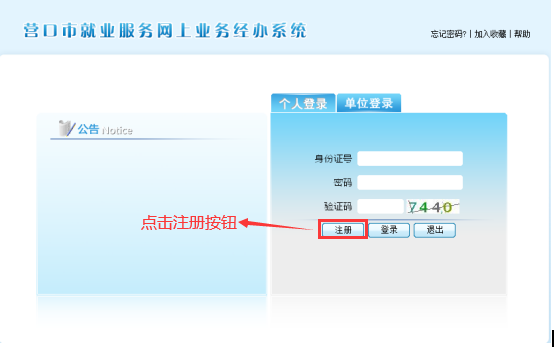 营口市就业服务网上业务经办系统
忘记密码? | 加入收藏 | 帮助
个人登录 单位登录
公告 Notice
身份证号
密码
验证码 7440
点击注册按钮
注册 登录 退出